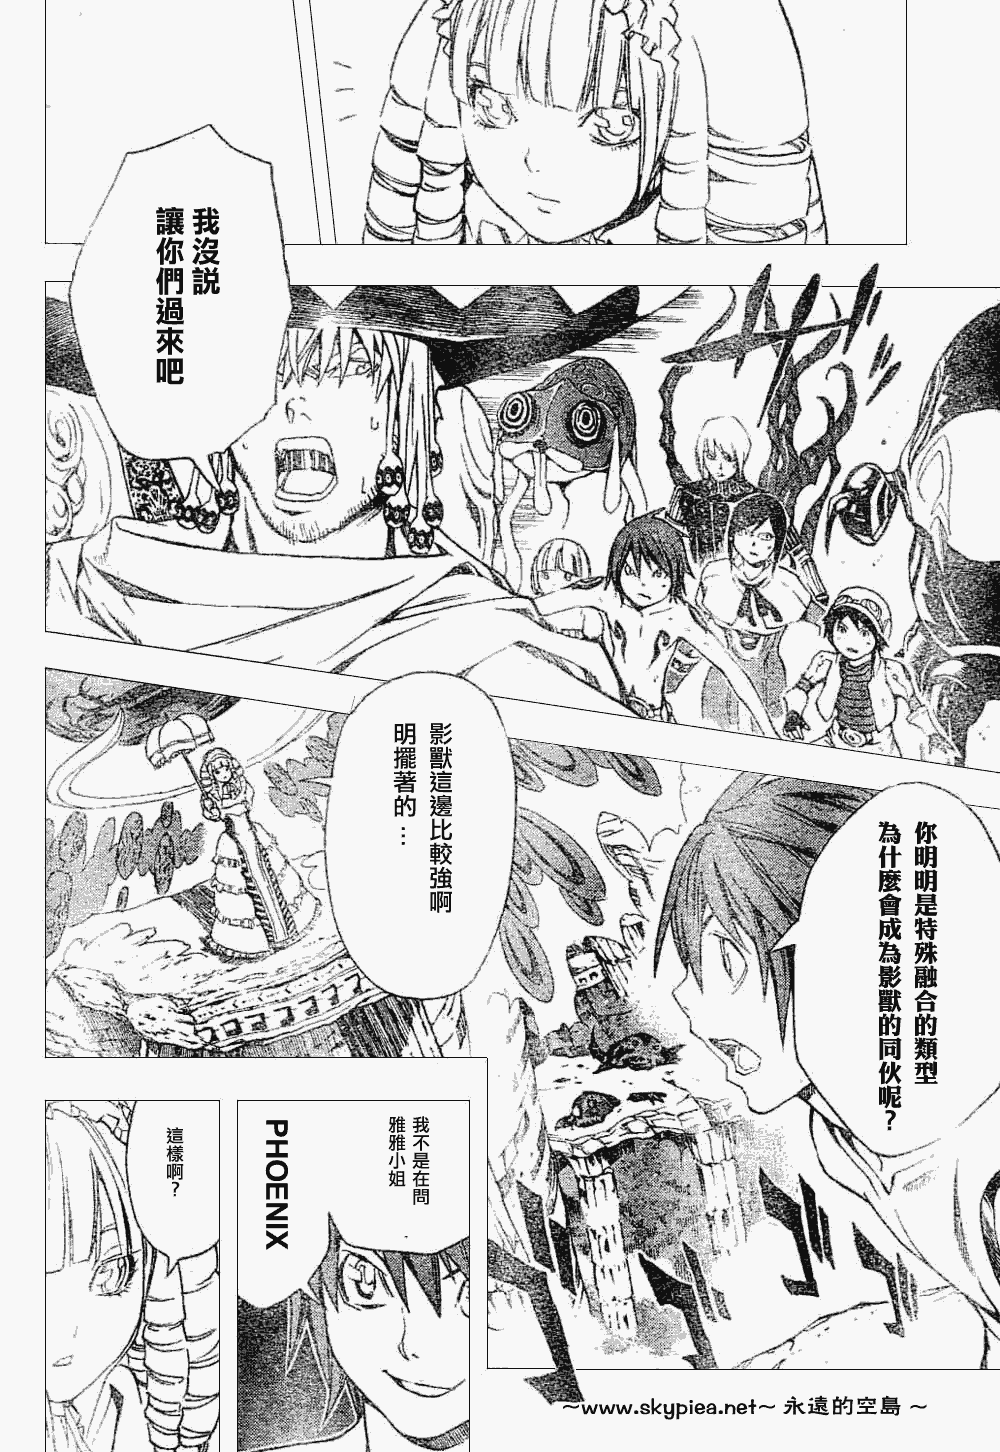 我沒説
讓你們過來吧
你明明是特殊融合的類型
為什麼會成為影獸的同伙呢？
影獸這邊比較強啊
明擺著的…
我不是在問
雅雅小姐
PHOENIX
這樣啊？
～www.skypiea.net～ 永遠的空島 ～